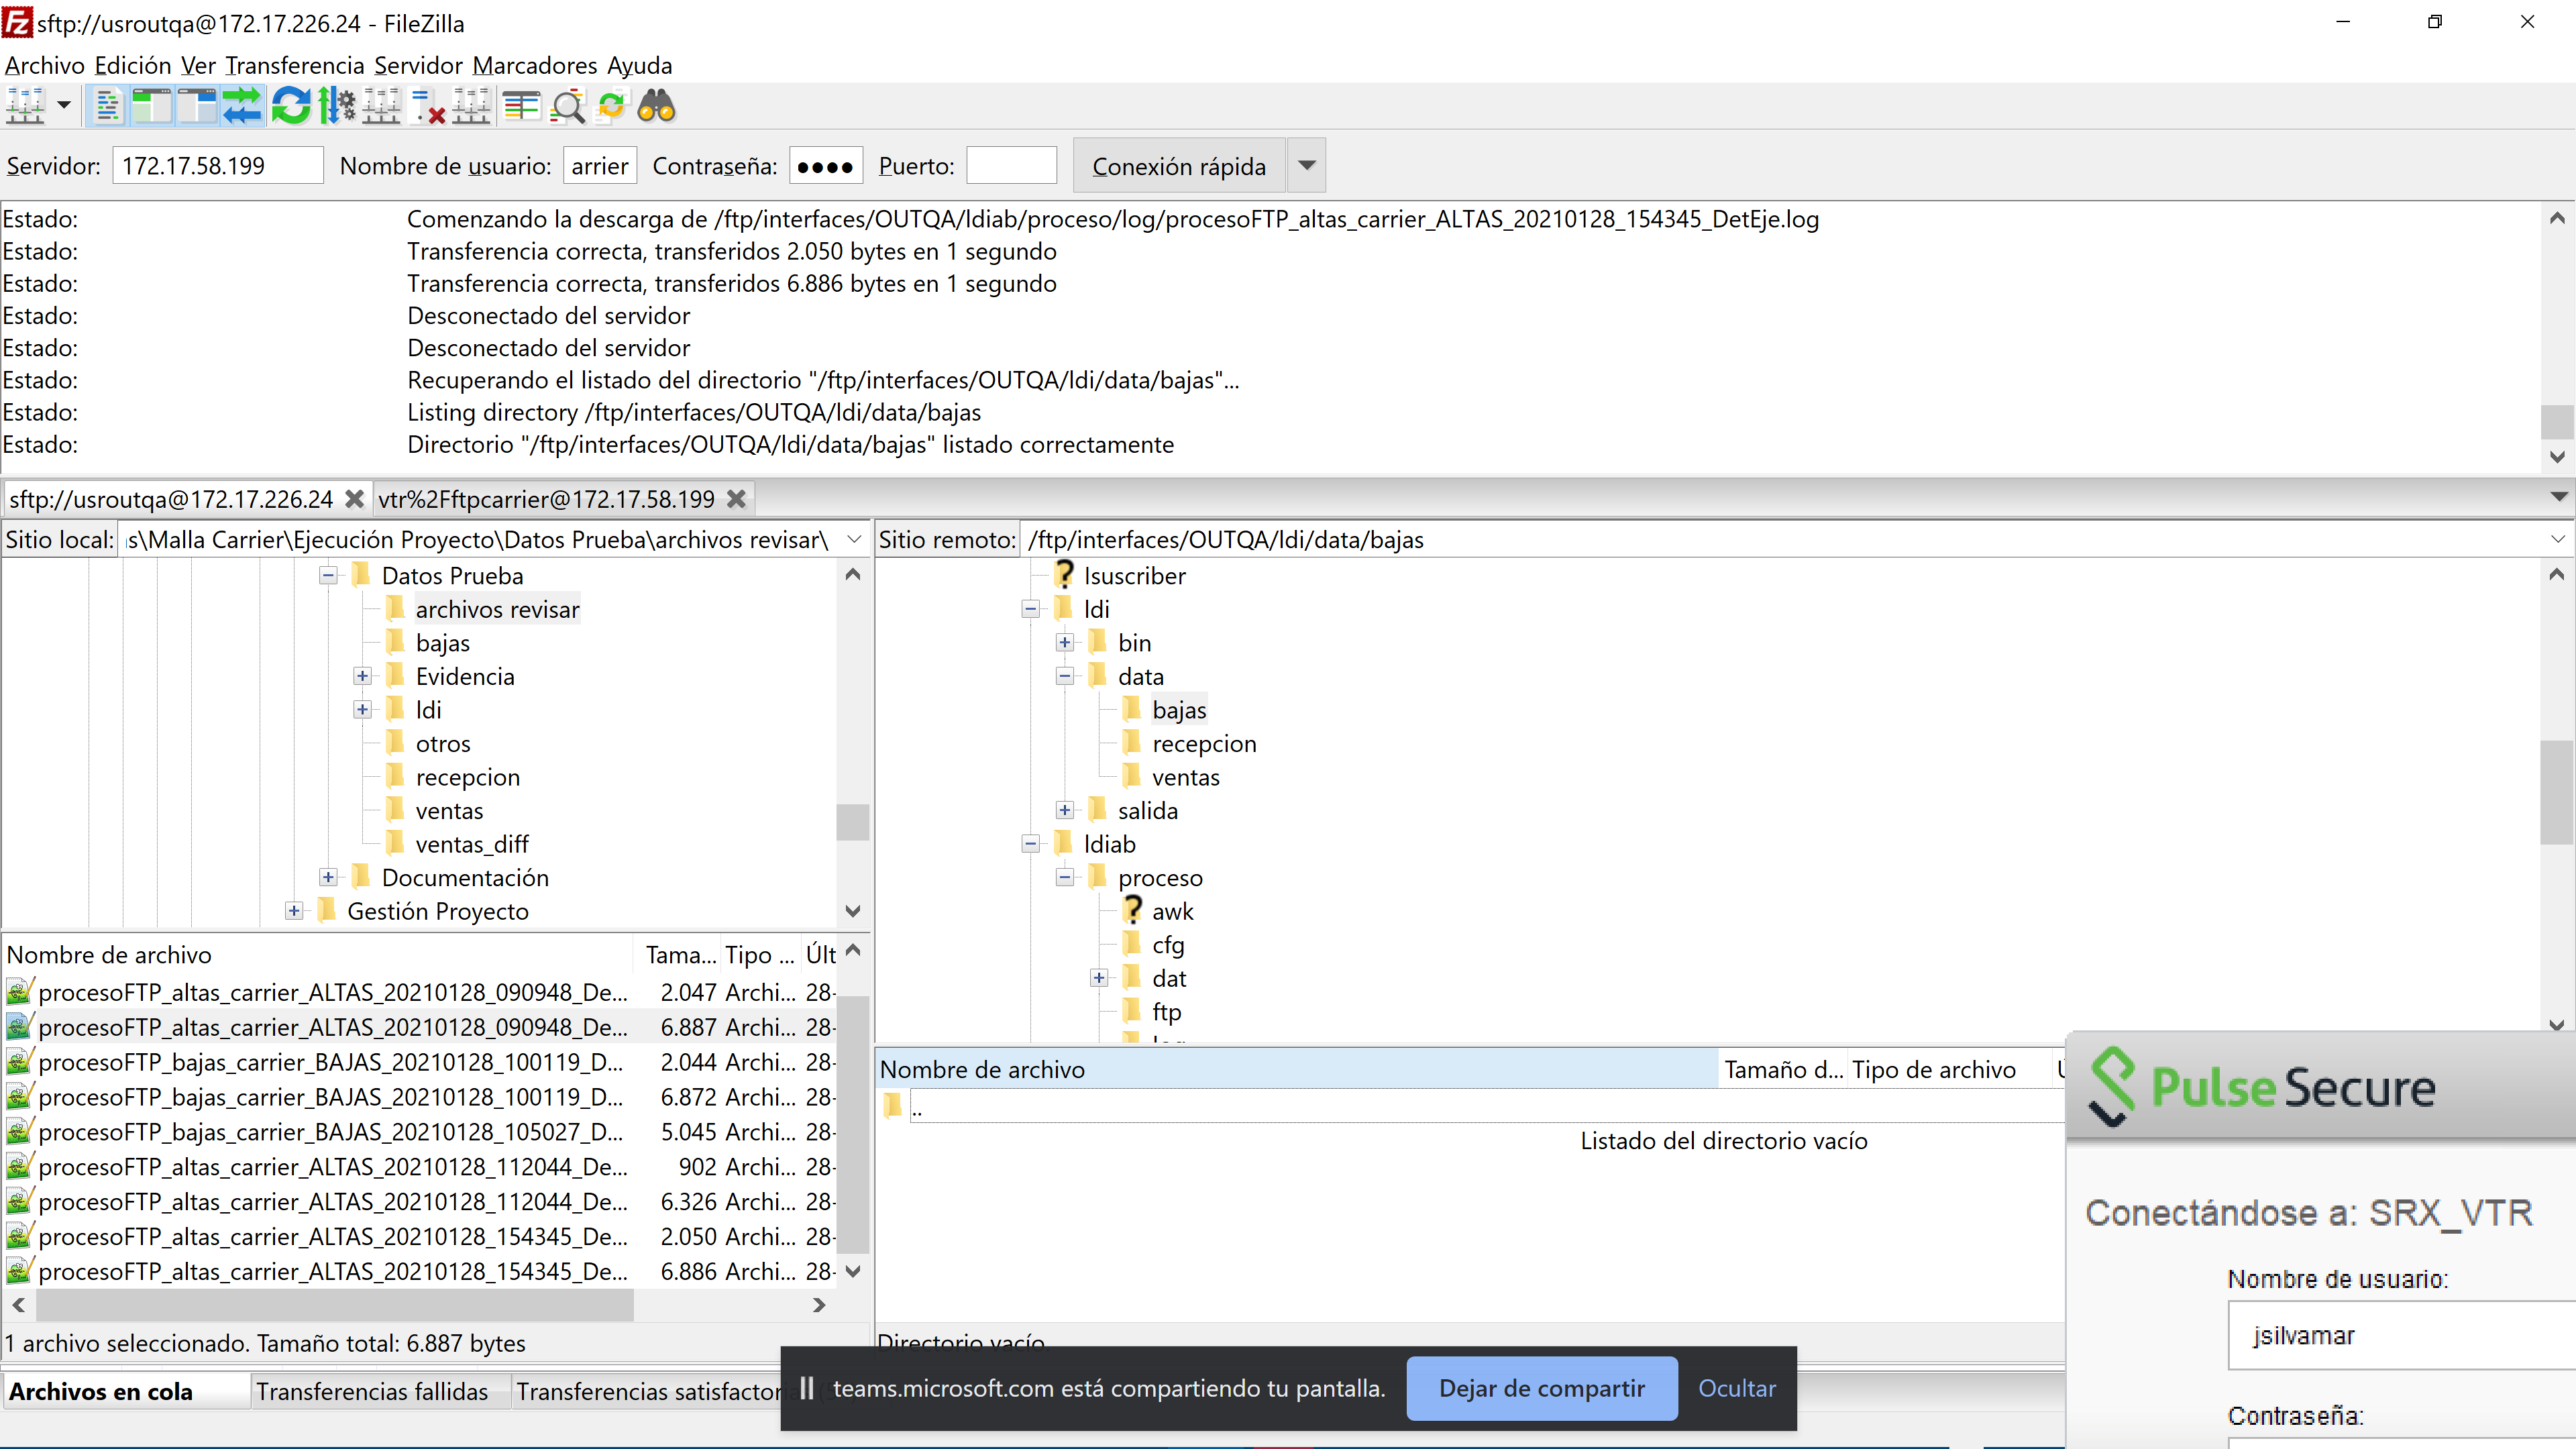 sftp://usroutqa@172.17.226.24 - FileZilla
Archivo Edición Ver Transferencia Servidor Marcadores Ayuda
Servidor: 172.17.58.199 Nombre de usuario: arrier Contraseña: ●●●● Puerto: Conexión rápida
Estado: Comenzando la descarga de /ftp/interfaces/OUTQA/ldiab/proceso/log/procesoFTP_altas_carrier_ALTAS_20210128_154345_DetEje.log
Estado: Transferencia correcta, transferidos 2.050 bytes en 1 segundo
Estado: Transferencia correcta, transferidos 6.886 bytes en 1 segundo
Estado: Desconectado del servidor
Estado: Desconectado del servidor
Estado: Recuperando el listado del directorio "/ftp/interfaces/OUTQA/ldi/data/bajas"...
Estado: Listing directory /ftp/interfaces/OUTQA/ldi/data/bajas
Estado: Directorio "/ftp/interfaces/OUTQA/ldi/data/bajas" listado correctamente
sftp://usroutqa@172.17.226.24 vtr%2Fftpcarrier@172.17.58.199
Sitio local: s\Malla Carrier\Ejecución Proyecto\Datos Prueba\archivos revisar\
Datos Prueba
archivos revisar
bajas
Evidencia
ldi
otros
recepcion
ventas
ventas_diff
Documentación
Gestión Proyecto
Nombre de archivo Tama... Tipo ... Últ
procesoFTP_altas_carrier_ALTAS_20210128_090948_De... 2.047 Archi... 28-
procesoFTP_altas_carrier_ALTAS_20210128_090948_De... 6.887 Archi... 28-
procesoFTP_bajas_carrier_BAJAS_20210128_100119_D... 2.044 Archi... 28-
procesoFTP_bajas_carrier_BAJAS_20210128_100119_D... 6.872 Archi... 28-
procesoFTP_bajas_carrier_BAJAS_20210128_105027_D... 5.045 Archi... 28-
procesoFTP_altas_carrier_ALTAS_20210128_112044_De... 902 Archi... 28-
procesoFTP_altas_carrier_ALTAS_20210128_112044_De... 6.326 Archi... 28-
procesoFTP_altas_carrier_ALTAS_20210128_154345_De... 2.050 Archi... 28-
procesoFTP_altas_carrier_ALTAS_20210128_154345_De... 6.886 Archi... 28-
1 archivo seleccionado. Tamaño total: 6.887 bytes
Sitio remoto: /ftp/interfaces/OUTQA/ldi/data/bajas
lsuscriber
ldi
bin
data
bajas
recepcion
ventas
salida
ldiab
proceso
awk
cfg
dat
ftp
Nombre de archivo Tamaño d... Tipo de archivo Ú
..
Listado del directorio vacío
Directorio vacío.
Archivos en cola Transferencias fallidas Transferencias satisfactori
teams.microsoft.com está compartiendo tu pantalla. Dejar de compartir Ocultar
Pulse Secure
Conectándose a: SRX_VTR
Nombre de usuario:
jsilvamar
Contraseña: